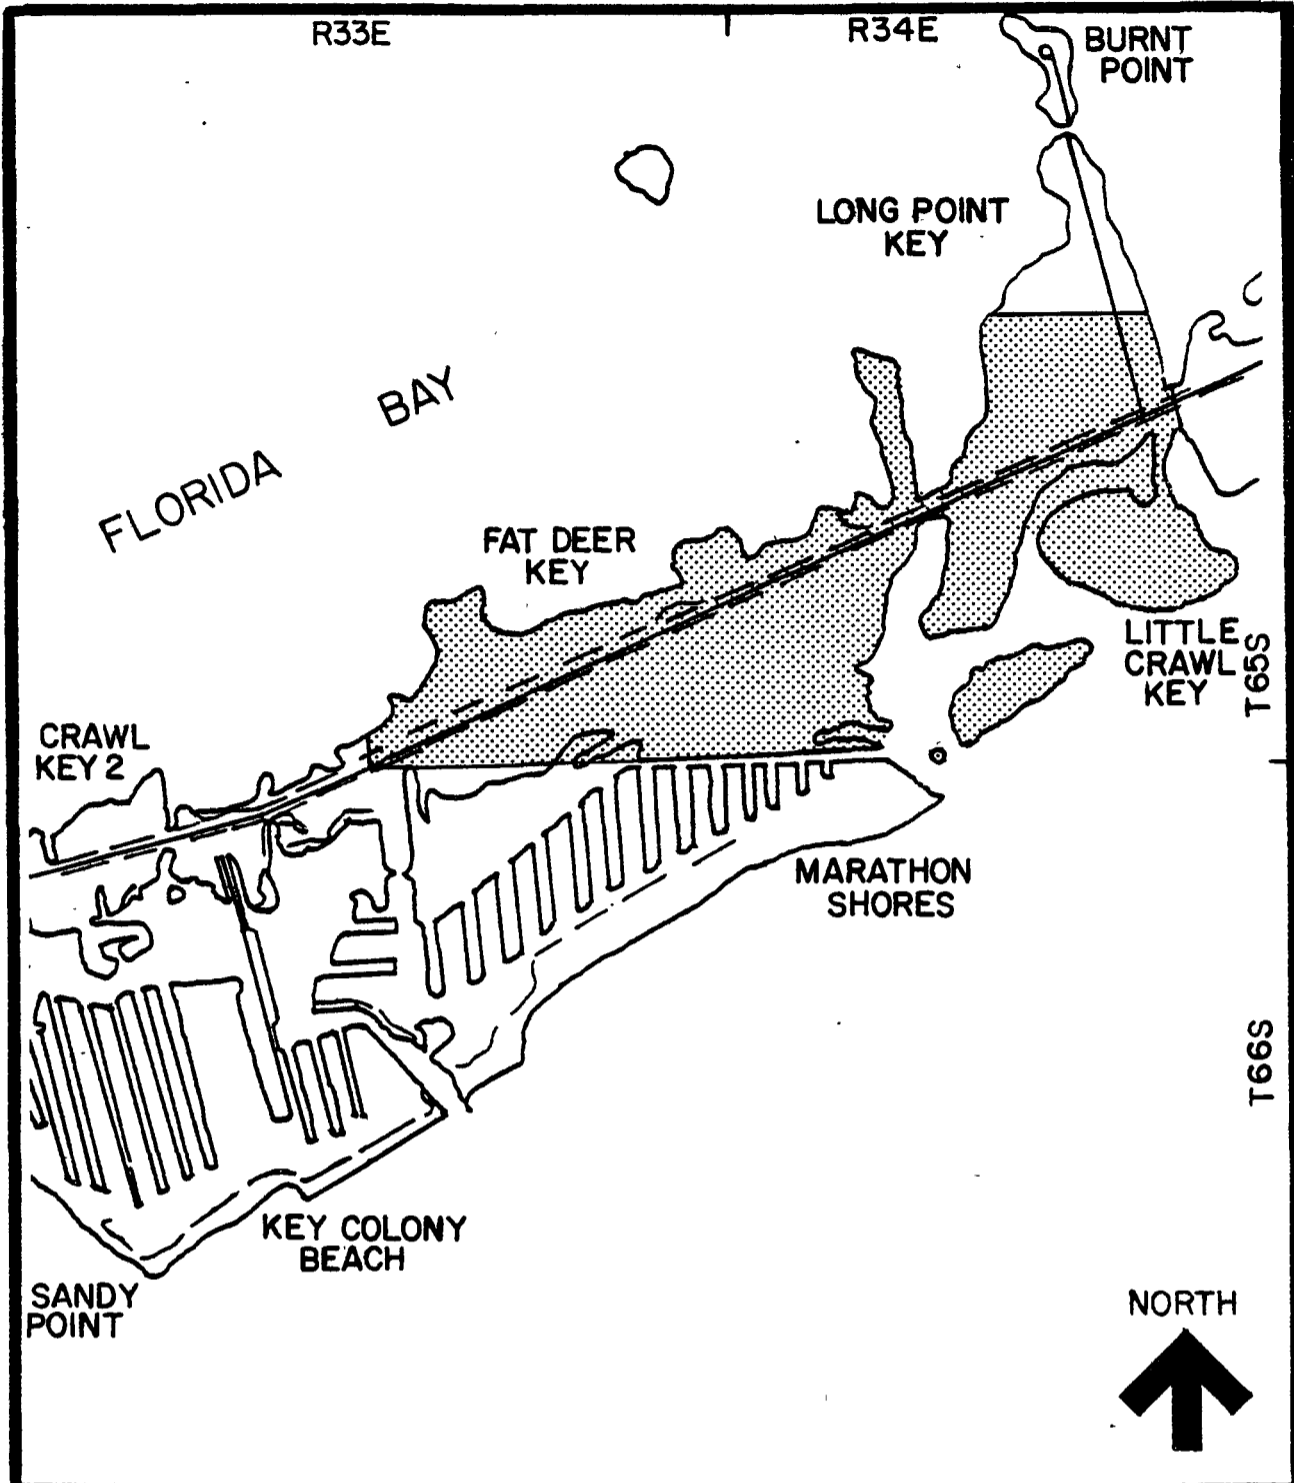 R33E
R34E
BURNT
POINT
LONG POINT
KEY
FLORIDA BAY
FAT DEER
KEY
LITTLE
CRAWL
KEY
T65S
CRAWL
KEY 2
MARATHON
SHORES
T66S
KEY COLONY
BEACH
SANDY
POINT
NORTH